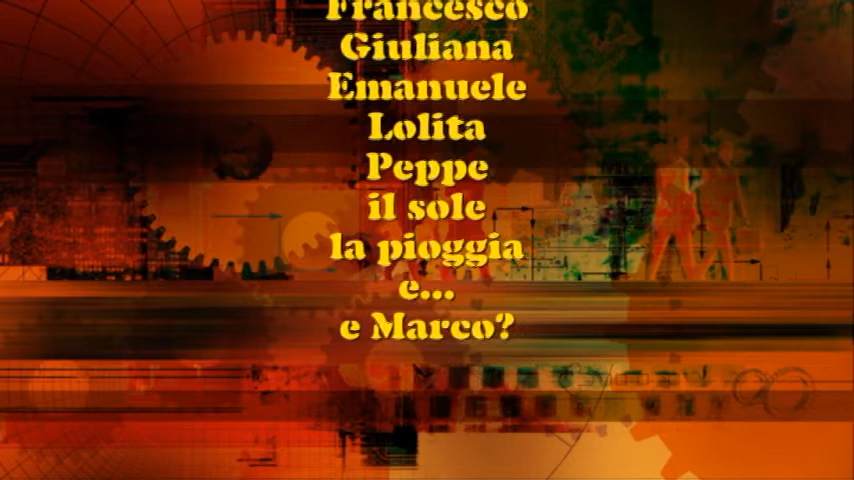 Francesco
Giuliana
Emanuele
Lolita
Peppe
il sole
la pioggia
e...
e Marco?